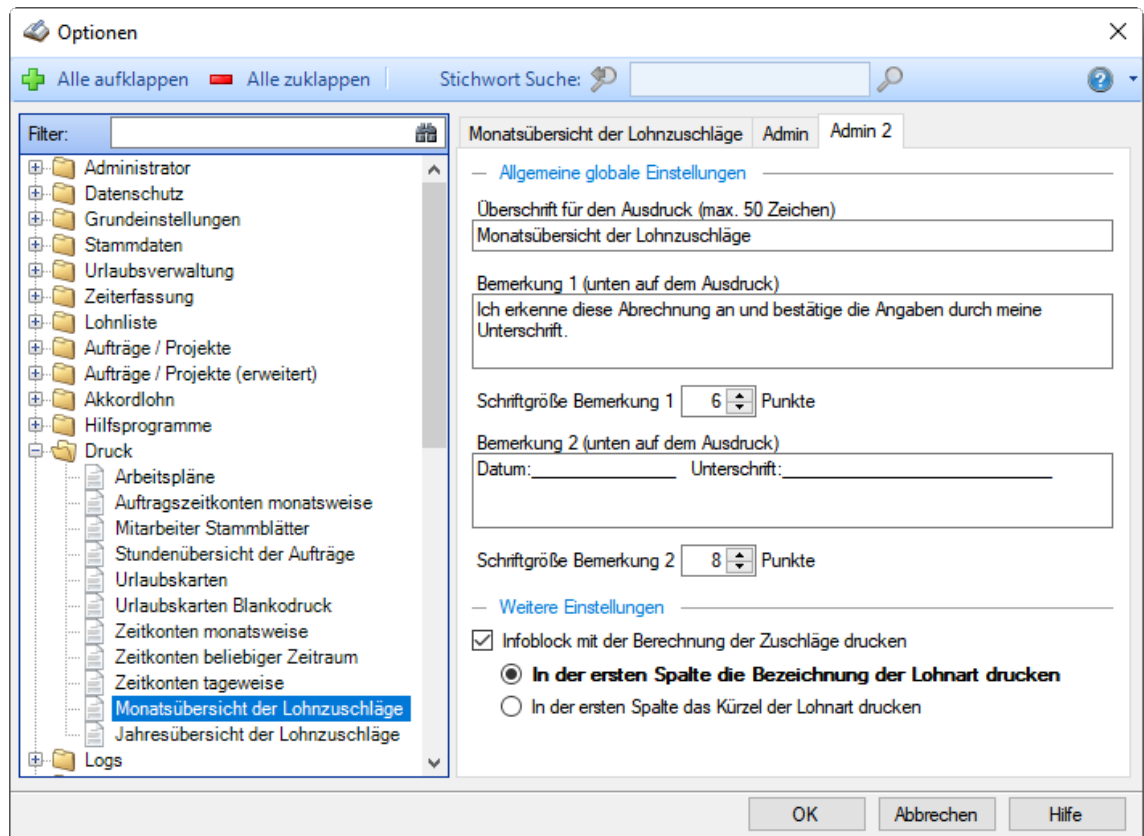 Optionen
Alle aufklappen Alle zuklappen Stichwort Suche:
Filter:
Administrator
Datenschutz
Grundeinstellungen
Stammdaten
Urlaubsverwaltung
Zeiterfassung
Lohnliste
Aufträge / Projekte
Aufträge / Projekte (erweitert)
Akkordlohn
Hilfsprogramme
Druck
Arbeitspläne
Auftragszeitkonten monatsweise
Mitarbeiter Stammblätter
Stundenübersicht der Aufträge
Urlaubskarten
Urlaubskarten Blankodruck
Zeitkonten monatsweise
Zeitkonten beliebiger Zeitraum
Zeitkonten tageweise
Monatsübersicht der Lohnzuschläge
Jahresübersicht der Lohnzuschläge
Logs
Monatsübersicht der Lohnzuschläge Admin Admin 2
Allgemeine globale Einstellungen
Überschrift für den Ausdruck (max. 50 Zeichen)
Monatsübersicht der Lohnzuschläge
Bemerkung 1 (unten auf dem Ausdruck)
Ich erkenne diese Abrechnung an und bestätige die Angaben durch meine
Unterschrift.
Schriftgröße Bemerkung 1 6 Punkte
Bemerkung 2 (unten auf dem Ausdruck)
Datum:________________ Unterschrift:______________________________
Schriftgröße Bemerkung 2 8 Punkte
Weitere Einstellungen
Infoblock mit der Berechnung der Zuschläge drucken
In der ersten Spalte die Bezeichnung der Lohnart drucken
In der ersten Spalte das Kürzel der Lohnart drucken
OK Abbrechen Hilfe